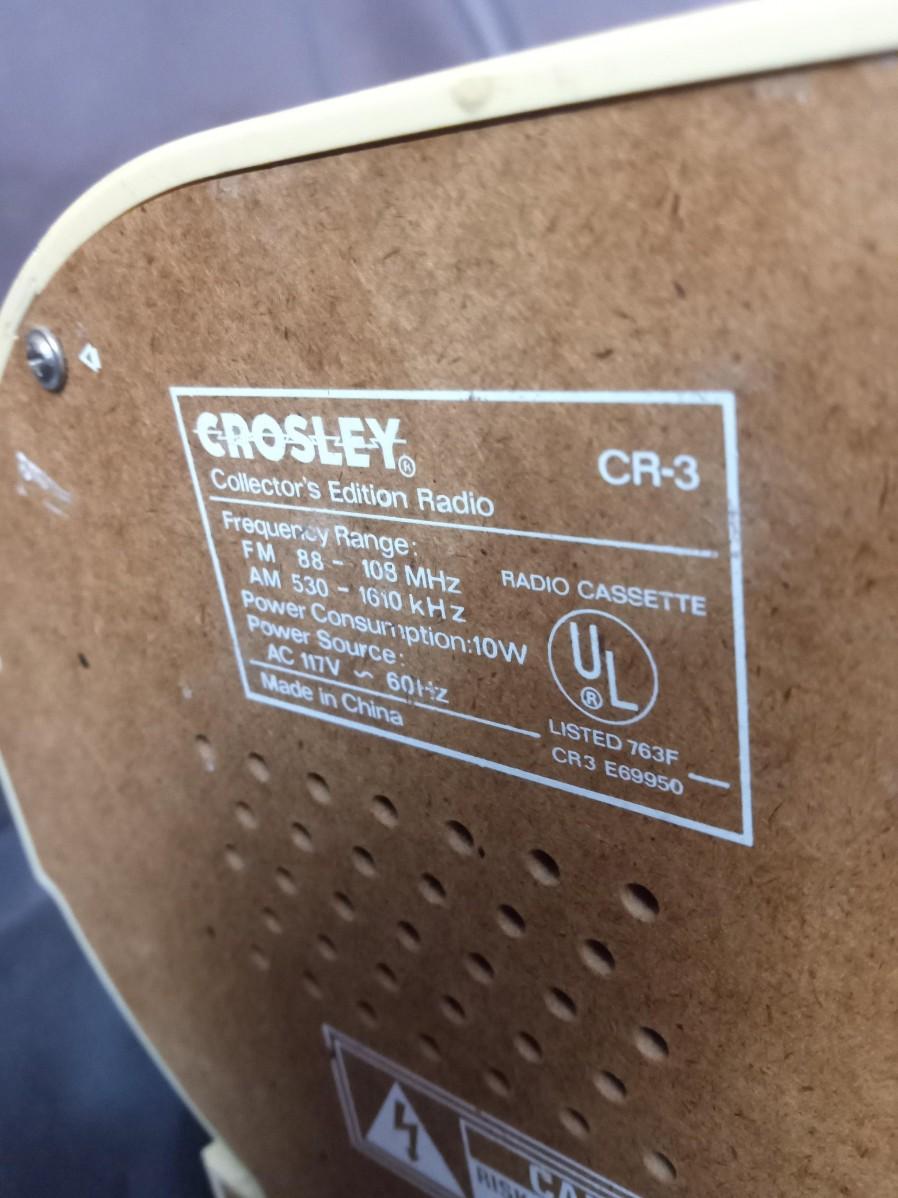 CROSLEY®
CR-3
Collector's Edition Radio
Frequency Range:
FM 88 - 108 MHz
AM 530 - 1610 kHz
Power Consumption:10W
Power Source:
AC 117V ~ 60Hz
Made in China
RADIO CASSETTE
UL®
LISTED 763F
CR3 E69950
RISK